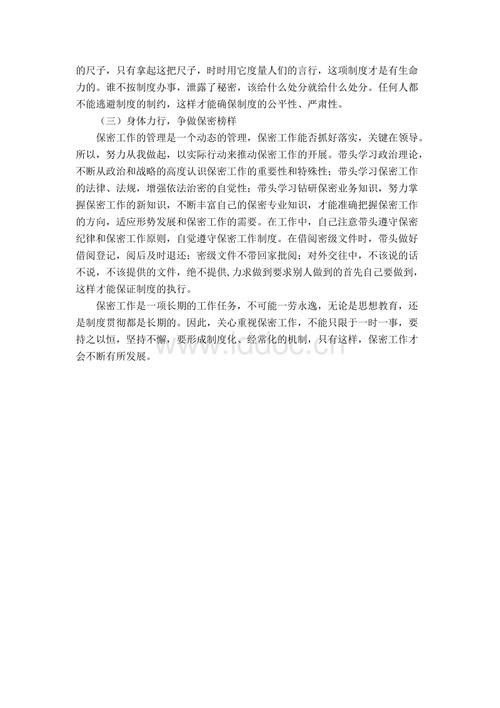 的尺子，只有拿起这把尺子，时时用它度量人们的言行，这项制度才是有生命
力的。谁不按制度办事，泄露了秘密，该给什么处分就给什么处分。任何人都
不能逃避制度的制约，这样才能确保制度的公平性、严肃性。
（三）身体力行，争做保密榜样
保密工作的管理是一个动态的管理，保密工作能否抓好落实，关键在领导。
所以，努力从我做起，以实际行动来推动保密工作的开展。带头学习政治理论，
不断从政治和战略的高度认识保密工作的重要性和特殊性；带头学习保密工作
的法律、法规，增强依法治密的自觉性；带头学习钻研保密业务知识，努力掌
握保密工作的新知识，不断丰富自己的保密专业知识，才能准确把握保密工作
的方向，适应形势发展和保密工作的需要。在工作中，自己注意带头遵守保密
纪律和保密工作原则，自觉遵守保密工作制度。在借阅密级文件时，带头做好
借阅登记，阅后及时退还；密级文件不带回家批阅；对外交往中，不该说的话
不说，不该提供的文件，绝不提供,力求做到要求别人做到的首先自己要做到，
这样才能保证制度的执行。
保密工作是一项长期的工作任务，不可能一劳永逸，无论是思想教育，还
是制度贯彻都是长期的。因此，关心重视保密工作，不能只限于一时一事，要
持之以恒，坚持不懈，要形成制度化、经常化的机制，只有这样，保密工作才
会不断有所发展。